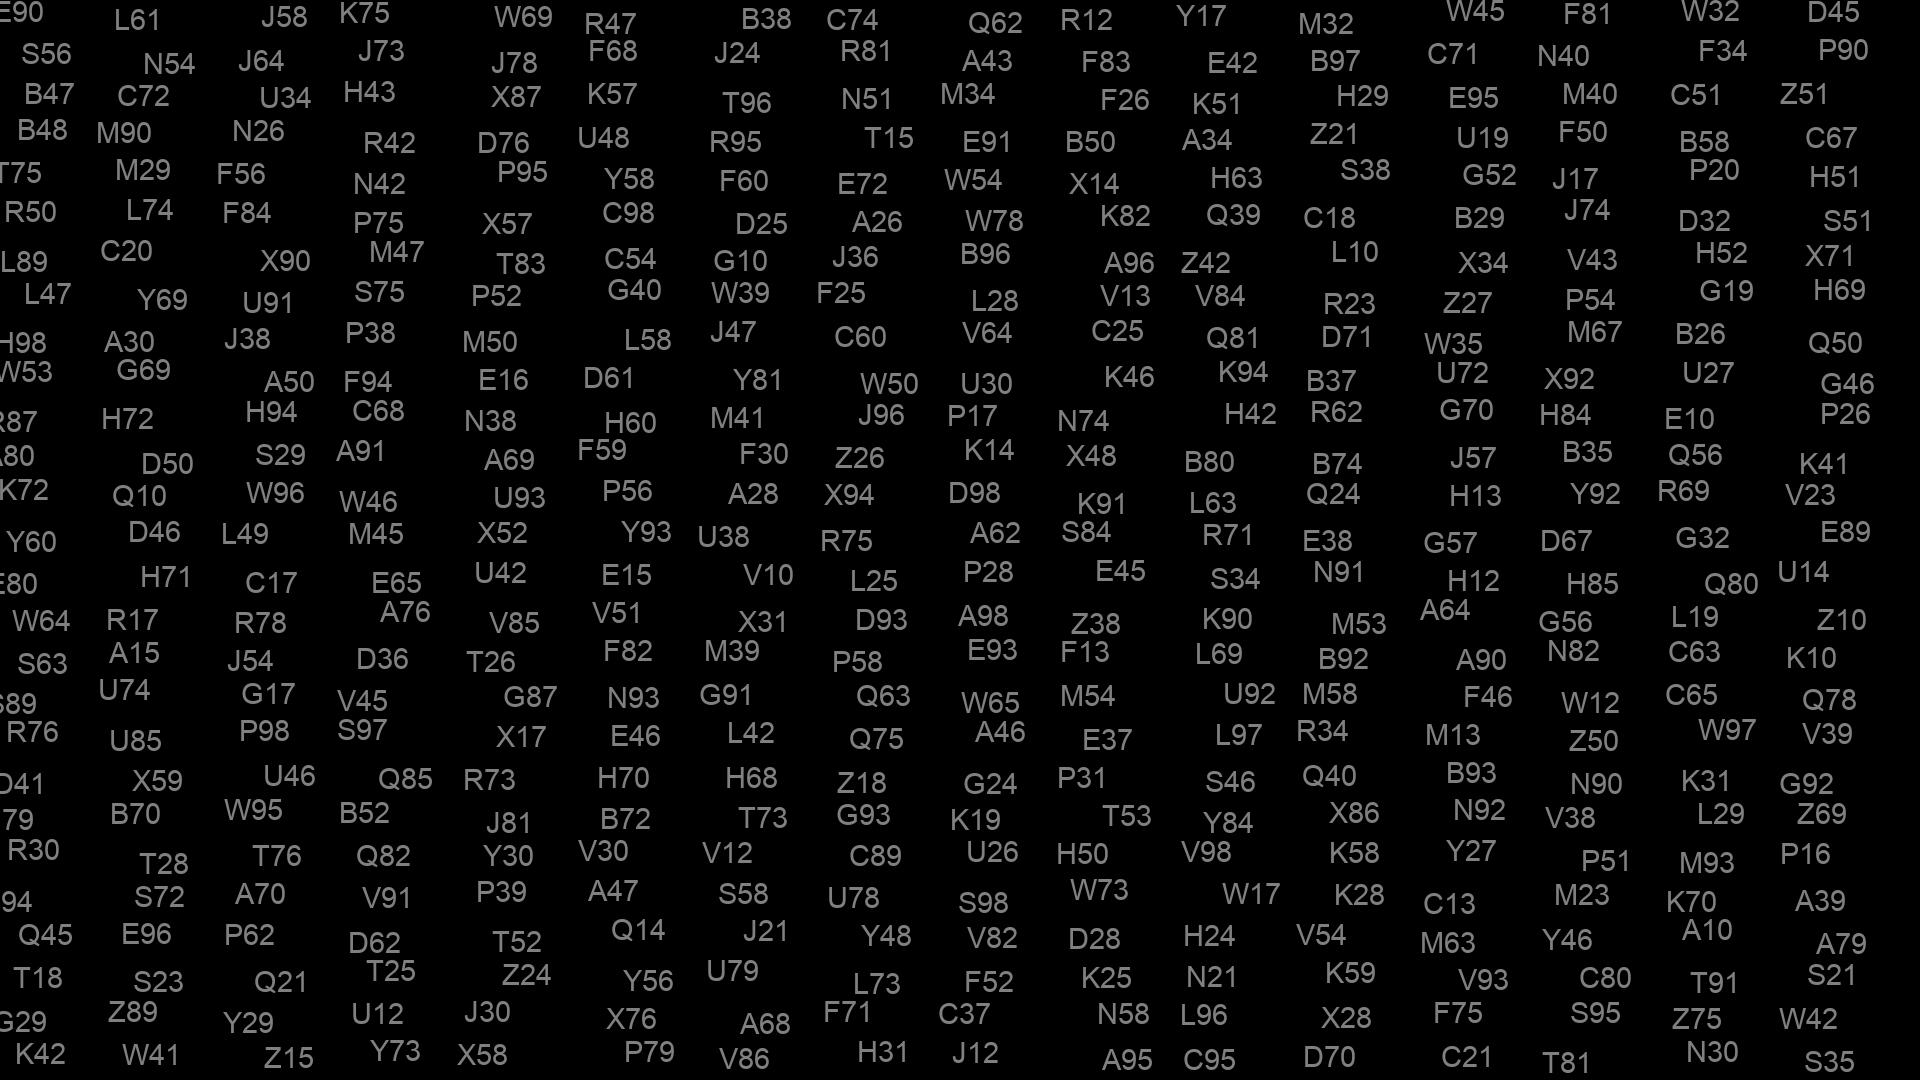 E90 L61 J58 K75 W69 R47 B38 C74 Q62 R12 Y17 M32 W45 F81 W32 D45
S56 N54 J64 J73 J78 F68 J24 R81 A43 F83 E42 B97 C71 N40 F34 P90
B47 C72 U34 H43 X87 K57 T96 N51 M34 F26 K51 H29 E95 M40 C51 Z51
B48 M90 N26 R42 D76 U48 R95 T15 E91 B50 A34 Z21 U19 F50 B58 C67
T75 M29 F56 N42 P95 Y58 F60 E72 W54 X14 H63 S38 G52 J17 P20 H51
R50 L74 F84 P75 X57 C98 D25 A26 W78 K82 Q39 C18 B29 J74 D32 S51
L89 C20 X90 M47 T83 C54 G10 J36 B96 A96 Z42 L10 X34 V43 H52 X71
L47 Y69 U91 S75 P52 G40 W39 F25 L28 V13 V84 R23 Z27 P54 G19 H69
H98 A30 J38 P38 M50 L58 J47 C60 V64 C25 Q81 D71 W35 M67 B26 Q50
W53 G69 A50 F94 E16 D61 Y81 W50 U30 K46 K94 B37 U72 X92 U27 G46
R87 H72 H94 C68 N38 H60 M41 J96 P17 N74 H42 R62 G70 H84 E10 P26
80 D50 S29 A91 A69 F59 F30 Z26 K14 X48 B80 B74 J57 B35 Q56 K41
K72 Q10 W96 W46 U93 P56 A28 X94 D98 K91 L63 Q24 H13 Y92 R69 V23
Y60 D46 L49 M45 X52 Y93 U38 R75 A62 S84 R71 E38 G57 D67 G32 E89
E80 H71 C17 E65 U42 E15 V10 L25 P28 E45 S34 N91 H12 H85 Q80 U14
W64 R17 R78 A76 V85 V51 X31 D93 A98 Z38 K90 M53 A64 G56 L19 Z10
S63 A15 J54 D36 T26 F82 M39 P58 E93 F13 L69 B92 A90 N82 C63 K10
S89 U74 G17 V45 G87 N93 G91 Q63 W65 M54 U92 M58 F46 W12 C65 Q78
R76 U85 P98 S97 X17 E46 L42 Q75 A46 E37 L97 R34 M13 Z50 W97 V39
D41 X59 U46 Q85 R73 H70 H68 Z18 G24 P31 S46 Q40 B93 N90 K31 G92
79 B70 W95 B52 J81 B72 T73 G93 K19 T53 Y84 X86 N92 V38 L29 Z69
R30 T28 T76 Q82 Y30 V30 V12 C89 U26 H50 V98 K58 Y27 P51 M93 P16
94 S72 A70 V91 P39 A47 S58 U78 S98 W73 W17 K28 C13 M23 K70 A39
Q45 E96 P62 D62 T52 Q14 J21 Y48 V82 D28 H24 V54 M63 Y46 A10 A79
T18 S23 Q21 T25 Z24 Y56 U79 L73 F52 K25 N21 K59 V93 C80 T91 S21
G29 Z89 Y29 U12 J30 X76 A68 F71 C37 N58 L96 X28 F75 S95 Z75 W42
K42 W41 Z15 Y73 X58 P79 V86 H31 J12 A95 C95 D70 C21 T81 N30 S35